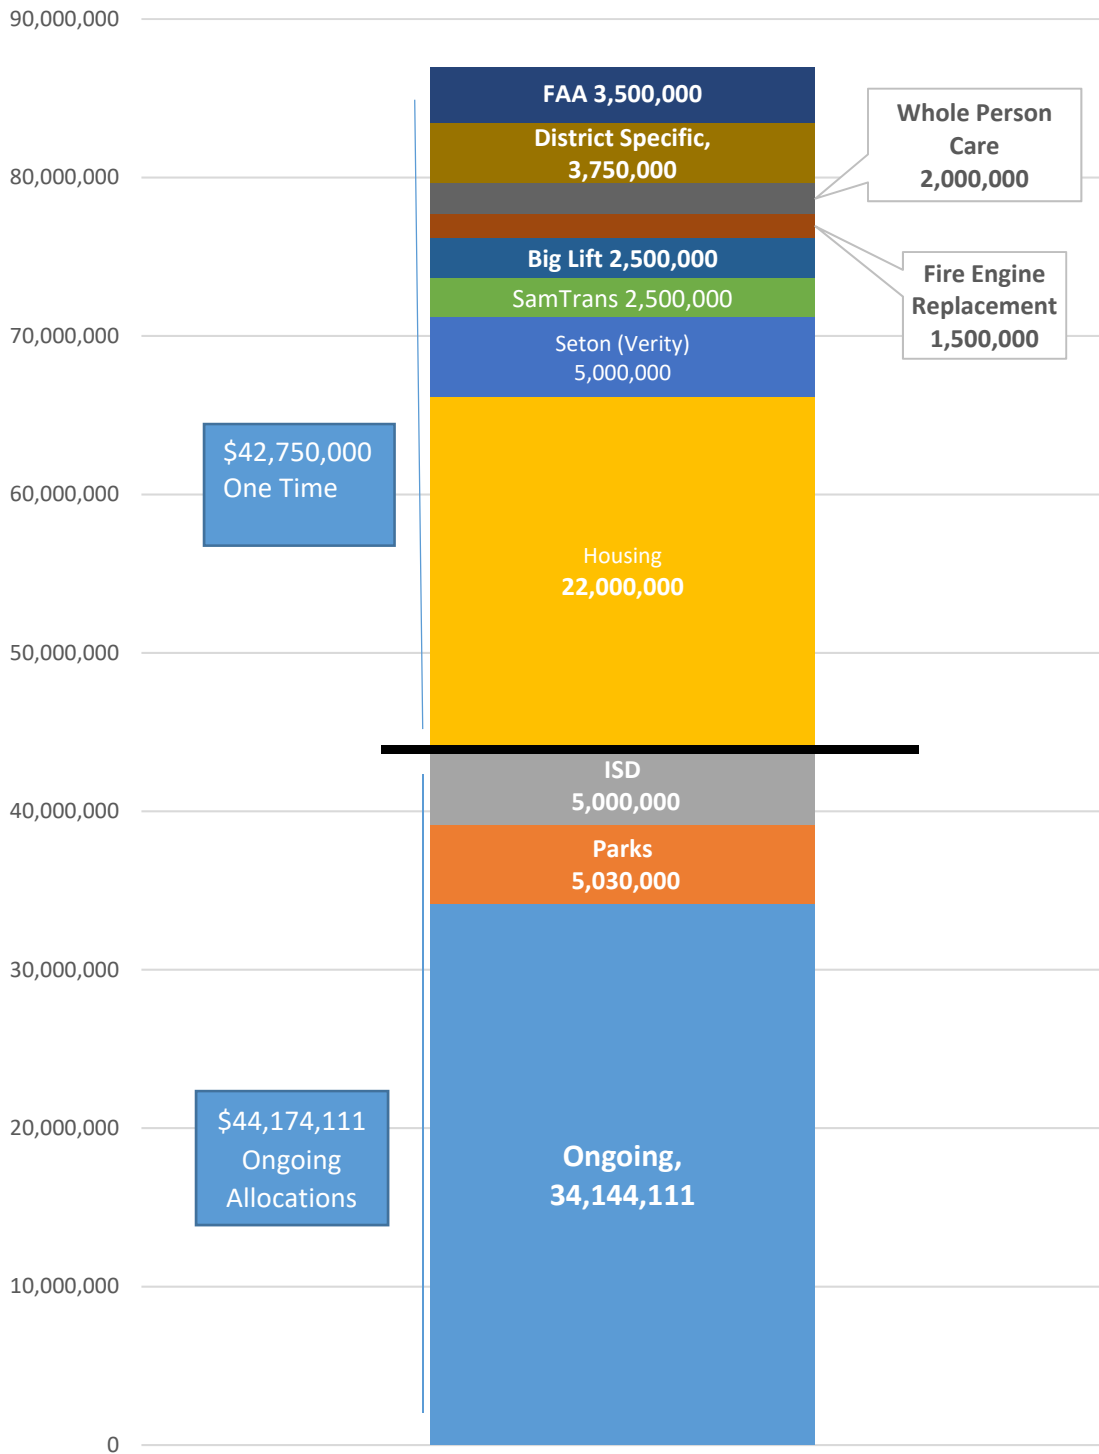 90,000,000
80,000,000
70,000,000
60,000,000
50,000,000
40,000,000
30,000,000
20,000,000
10,000,000
0
FAA 3,500,000
District Specific,
3,750,000
Whole Person
Care
2,000,000
Fire Engine
Replacement
1,500,000
Big Lift 2,500,000
SamTrans 2,500,000
Seton (Verity)
5,000,000
$42,750,000
One Time
Housing
22,000,000
ISD
5,000,000
Parks
5,030,000
$44,174,111
Ongoing
Allocations
Ongoing,
34,144,111